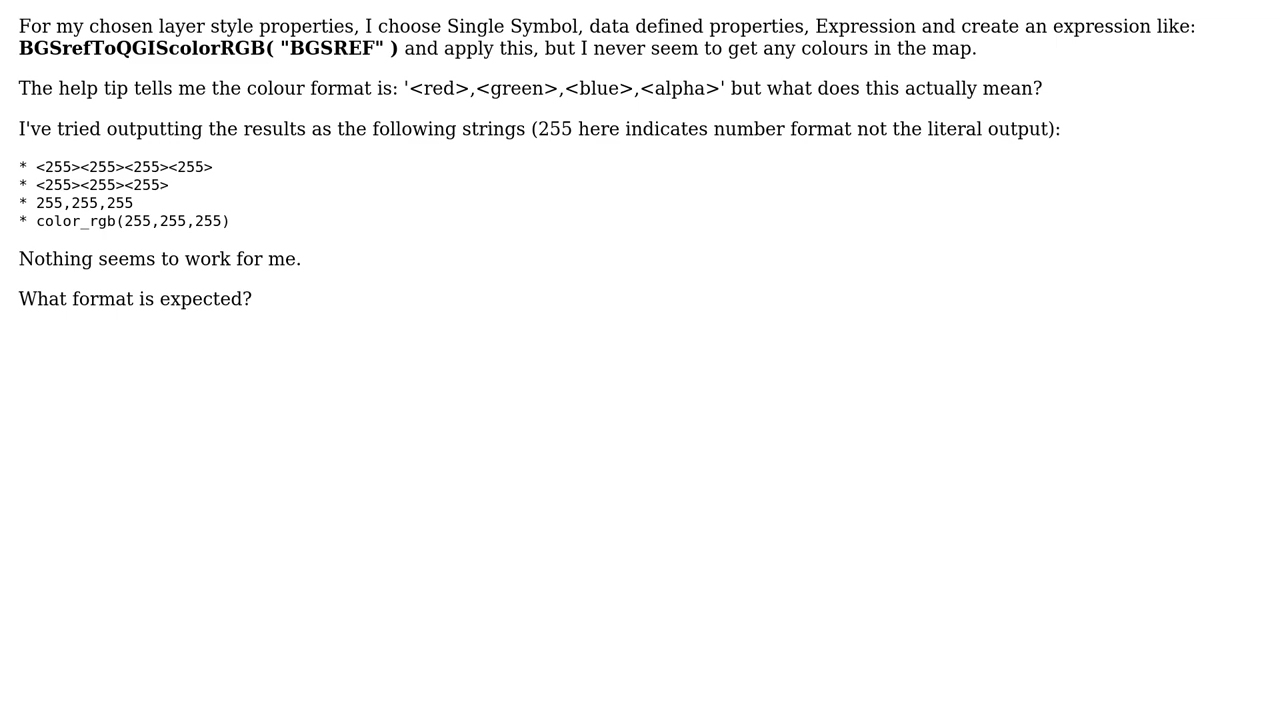 For my chosen layer style properties, I choose Single Symbol, data defined properties, Expression and create an expression like:
BGSrefToQGIScolorRGB( "BGSREF" ) and apply this, but I never seem to get any colours in the map.
The help tip tells me the colour format is: '<red>,<green>,<blue>,<alpha>' but what does this actually mean?
I've tried outputting the results as the following strings (255 here indicates number format not the literal output):
* <255><255><255><255>
* <255><255><255>
* 255,255,255
* color_rgb(255,255,255)
Nothing seems to work for me.
What format is expected?